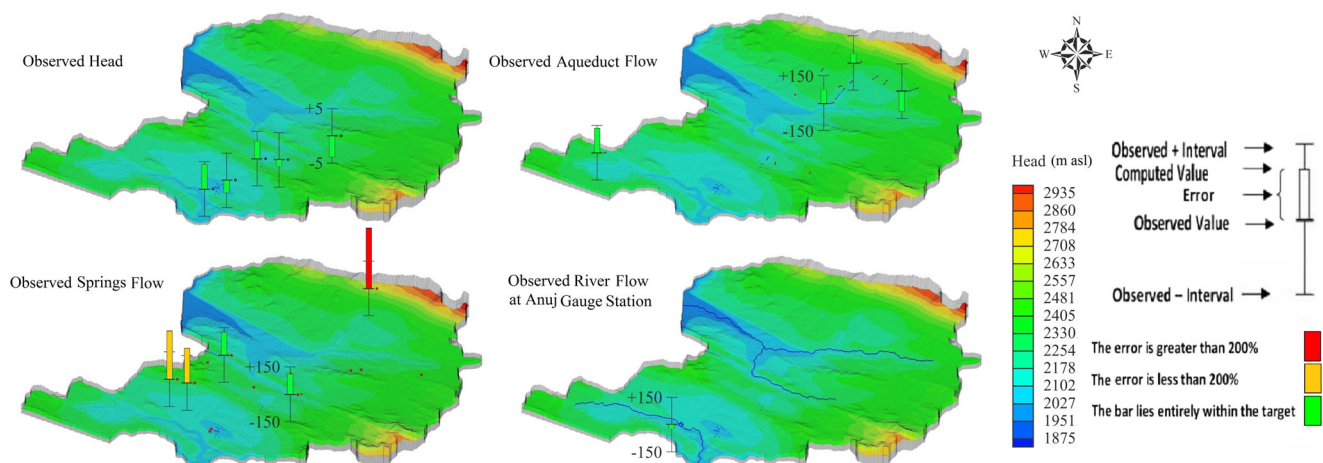 Observed Head
+5
-5
Observed Aqueduct Flow
+150
-150
N
W E
S
Observed Springs Flow
+150
-150
Observed River Flow
at Anuj Gauge Station
+150
-150
Head (m asl)
2935
2860
2784
2708
2633
2557
2481
2405
2330
2254
2178
2102
2027
1951
1875
Observed + Interval
Computed Value
Error
Observed Value
Observed – Interval
The error is greater than 200%
The error is less than 200%
The bar lies entirely within the target